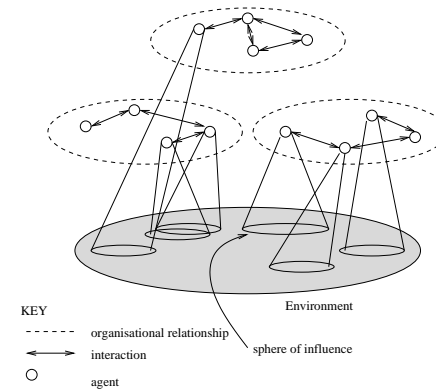 Environment
KEY
organisational relationship
interaction
sphere of influence
agent